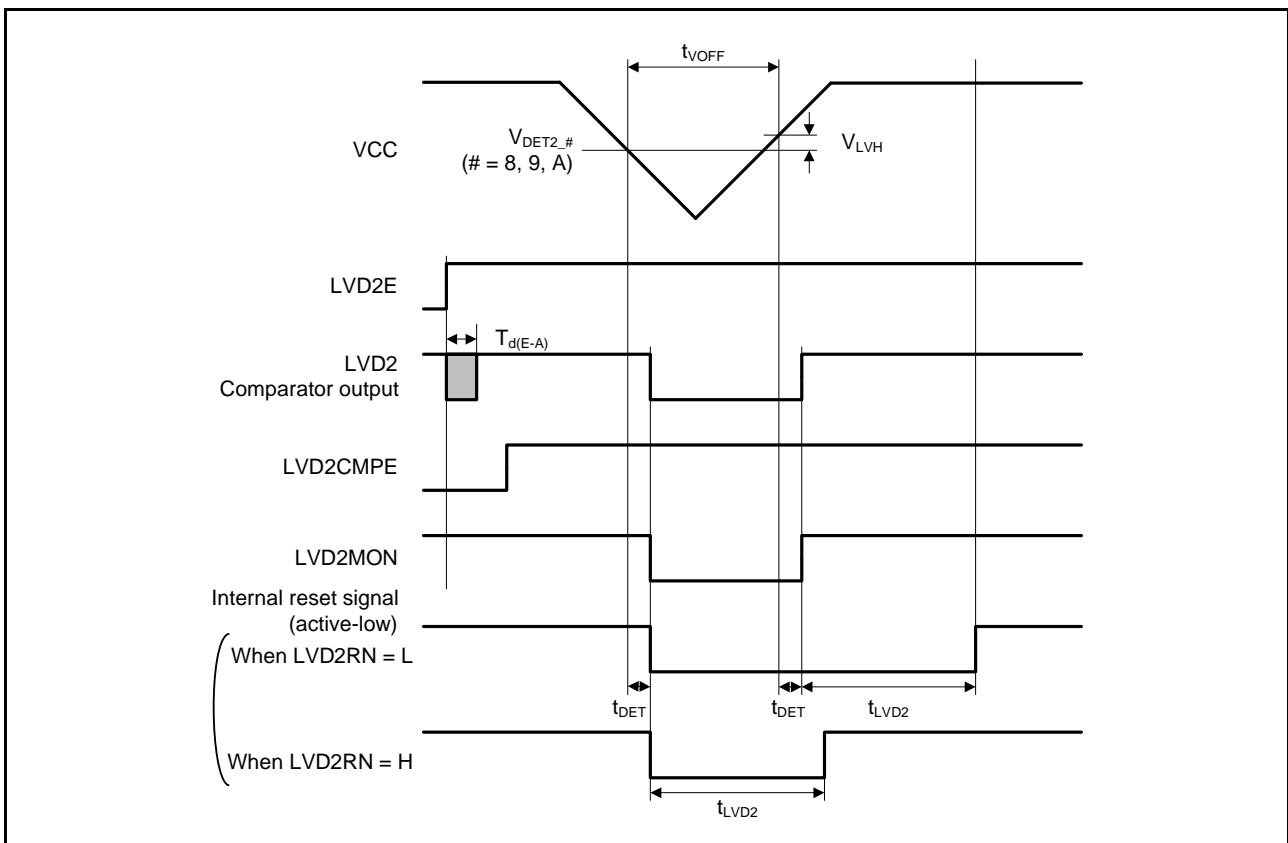 tVOFF
VCC
VDET2_#
(# = 8, 9, A)
VLVH
LVD2E
Td(E-A)
LVD2
Comparator output
LVD2CMPE
LVD2MON
Internal reset signal
(active-low)
When LVD2RN = L
tDET
tDET
tLVD2
When LVD2RN = H
tLVD2